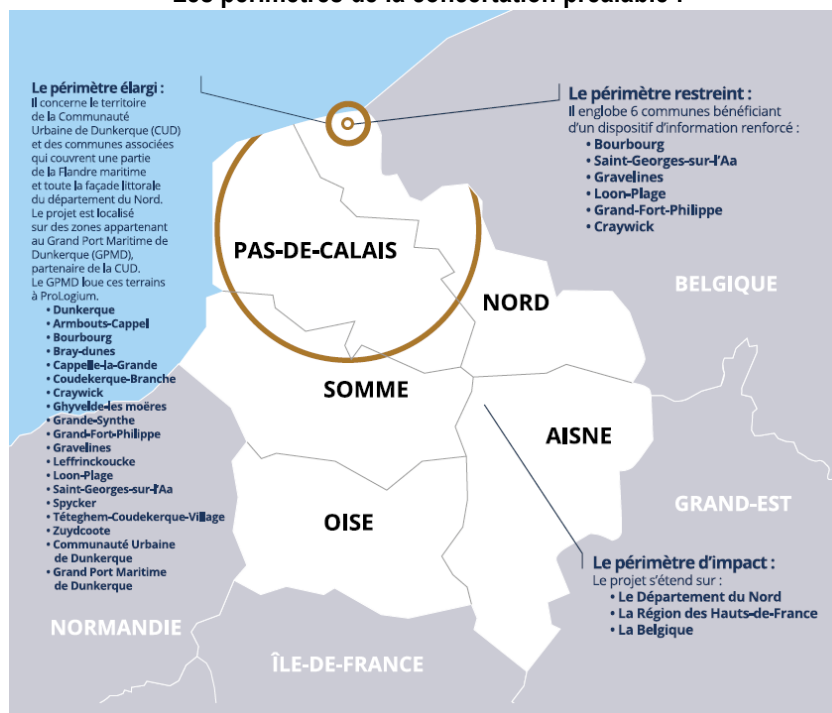 Les périmètres de la concertation préalable :
Le périmètre élargi :
Il concerne le territoire
de la Communauté
Urbaine de Dunkerque (CUD)
et des communes associées
qui couvrent une partie
de la Flandre maritime
et toute la façade littorale
du département du Nord.
Le projet est localisé
sur des zones appartenant
au Grand Port Maritime de
Dunkerque (GPMD),
partenaire de la CUD.
Le GPMD loue ces terrains
à ProLogium.
• Dunkerque
• Armbouts-Cappel
• Bourbourg
• Bray-dunes
• Cappelle-la-Grande
• Coudekerque-Branche
• Craywick
• Ghyvelde-les moëres
• Grande-Synthe
• Grand-Fort-Philippe
• Gravelines
• Leffrinckoucke
• Loon-Plage
• Saint-Georges-sur-l'Aa
• Spycker
• Téteghem-Coudekerque-Village
• Zuydcoote
• Communauté Urbaine
de Dunkerque
• Grand Port Maritime
de Dunkerque
Le périmètre restreint :
Il englobe 6 communes bénéficiant
d'un dispositif d'information renforcé :
• Bourbourg
• Saint-Georges-sur-l'Aa
• Gravelines
• Loon-Plage
• Grand-Fort-Philippe
• Craywick
PAS-DE-CALAIS
NORD
BELGIQUE
SOMME
AISNE
OISE
GRAND-EST
NORMANDIE
ÎLE-DE-FRANCE
Le périmètre d'impact :
Le projet s'étend sur :
• Le Département du Nord
• La Région des Hauts-de-France
• La Belgique